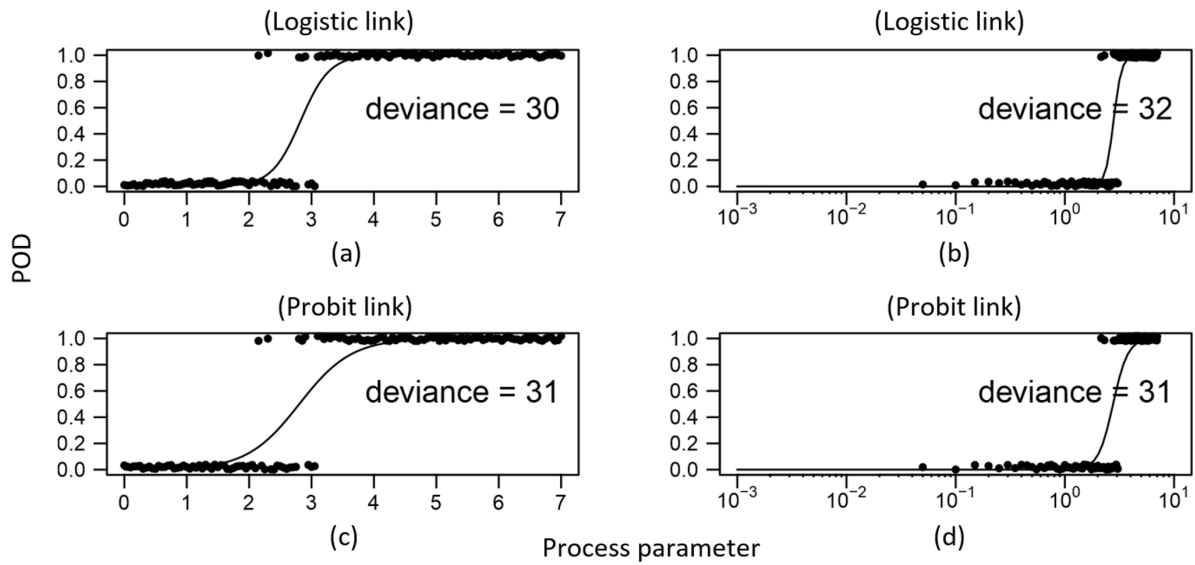 (Logistic link)
1.0
0.8
0.6
0.4
0.2
0.0
deviance = 30
0 1 2 3 4 5 6 7
(a)
(Logistic link)
1.0
0.8
0.6
0.4
0.2
0.0
deviance = 32
10⁻³ 10⁻² 10⁻¹ 10⁰ 10¹
(b)
POD
(Probit link)
1.0
0.8
0.6
0.4
0.2
0.0
deviance = 31
0 1 2 3 4 5 6 7
(c)
(Probit link)
1.0
0.8
0.6
0.4
0.2
0.0
deviance = 31
10⁻³ 10⁻² 10⁻¹ 10⁰ 10¹
(d)
Process parameter